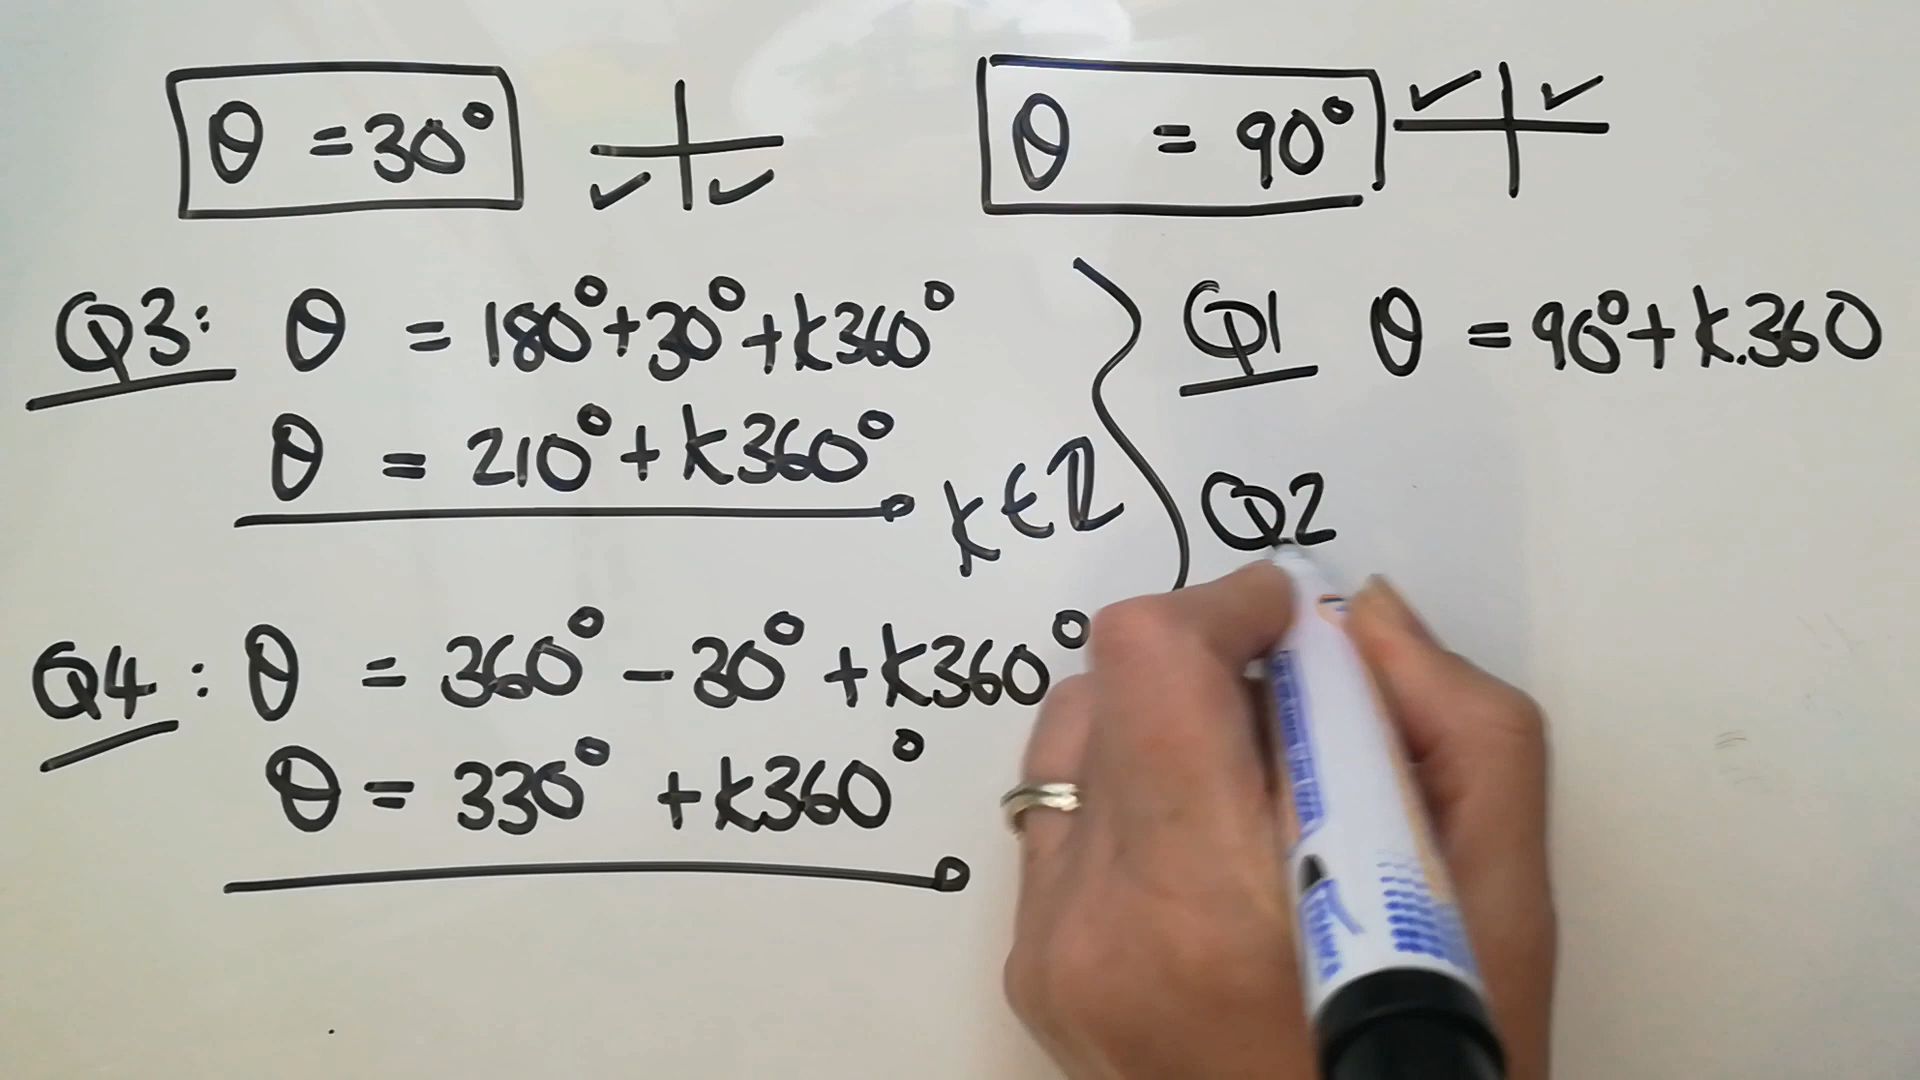 θ = 30°
θ = 90°
Q3: θ = 180° + 30° + k360°
θ = 210° + k360°
k ∈ ℤ
Q4: θ = 360° - 30° + k360°
θ = 330° + k360°
Q1 θ = 90° + k.360
Q2